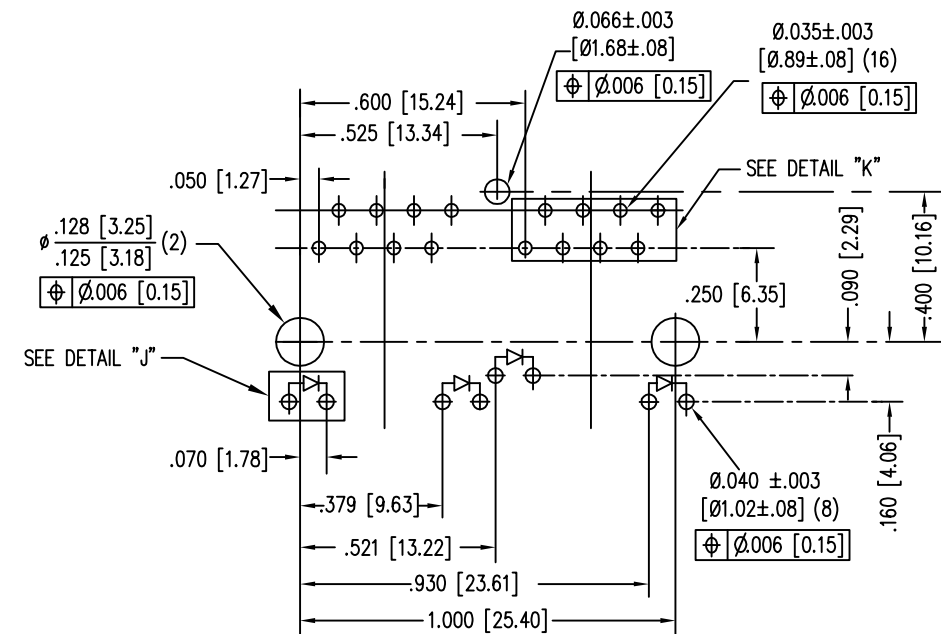 Ø.066±.003
[Ø1.68±.08]
⌖ Ø.006 [0.15]
Ø.035±.003
[Ø.89±.08] (16)
⌖ Ø.006 [0.15]
.600 [15.24]
.525 [13.34]
.050 [1.27]
SEE DETAIL "K"
ø .128 [3.25] (2)
.125 [3.18]
⌖ Ø.006 [0.15]
.250 [6.35]
.090 [2.29]
.400 [10.16]
SEE DETAIL "J"
.070 [1.78]
.379 [9.63]
.521 [13.22]
.930 [23.61]
1.000 [25.40]
.160 [4.06]
Ø.040 ±.003
[Ø1.02±.08] (8)
⌖ Ø.006 [0.15]